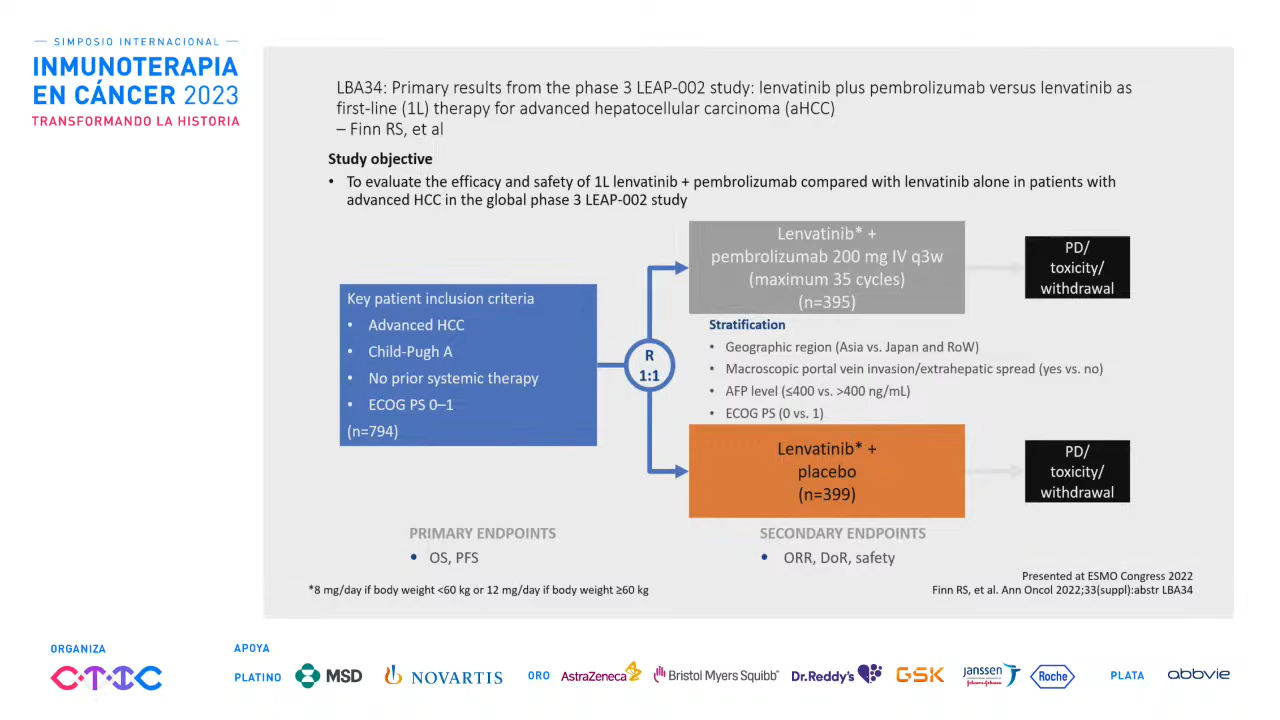 SIMPOSIO INTERNACIONAL
INMUNOTERAPIA
EN CÁNCER 2023
TRANSFORMANDO LA HISTORIA
LBA34: Primary results from the phase 3 LEAP-002 study: lenvatinib plus pembrolizumab versus lenvatinib as
first-line (1L) therapy for advanced hepatocellular carcinoma (aHCC)
– Finn RS, et al
Study objective
• To evaluate the efficacy and safety of 1L lenvatinib + pembrolizumab compared with lenvatinib alone in patients with
advanced HCC in the global phase 3 LEAP-002 study
Key patient inclusion criteria
• Advanced HCC
• Child-Pugh A
• No prior systemic therapy
• ECOG PS 0–1
(n=794)
R
1:1
Lenvatinib* +
pembrolizumab 200 mg IV q3w
(maximum 35 cycles)
(n=395)
PD/
toxicity/
withdrawal
Stratification
• Geographic region (Asia vs. Japan and RoW)
• Macroscopic portal vein invasion/extrahepatic spread (yes vs. no)
• AFP level (≤400 vs. >400 ng/mL)
• ECOG PS (0 vs. 1)
Lenvatinib* +
placebo
(n=399)
PD/
toxicity/
withdrawal
PRIMARY ENDPOINTS
• OS, PFS
SECONDARY ENDPOINTS
• ORR, DoR, safety
*8 mg/day if body weight <60 kg or 12 mg/day if body weight ≥60 kg
Presented at ESMO Congress 2022
Finn RS, et al. Ann Oncol 2022;33(suppl):abstr LBA34
ORGANIZA
CTIC
APOYA
PLATINO
MSD
NOVARTIS
ORO
AstraZeneca
Bristol Myers Squibb
Dr.Reddy's
GSK
Janssen
Johnson&Johnson
Roche
PLATA
abbvie